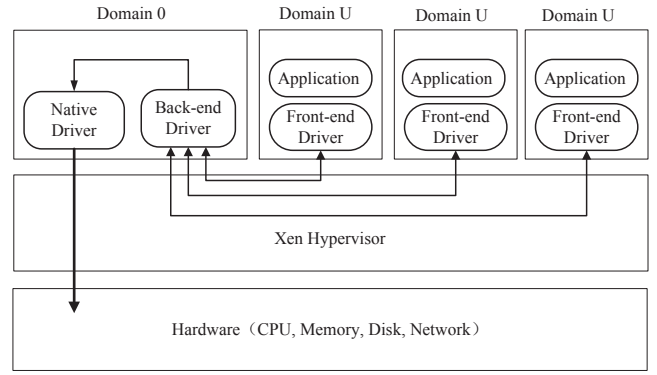 Domain 0
Domain U
Domain U
Domain U
Application
Application
Application
Native
Driver
Back-end
Driver
Front-end
Driver
Front-end
Driver
Front-end
Driver
Xen Hypervisor
Hardware（CPU, Memory, Disk, Network）